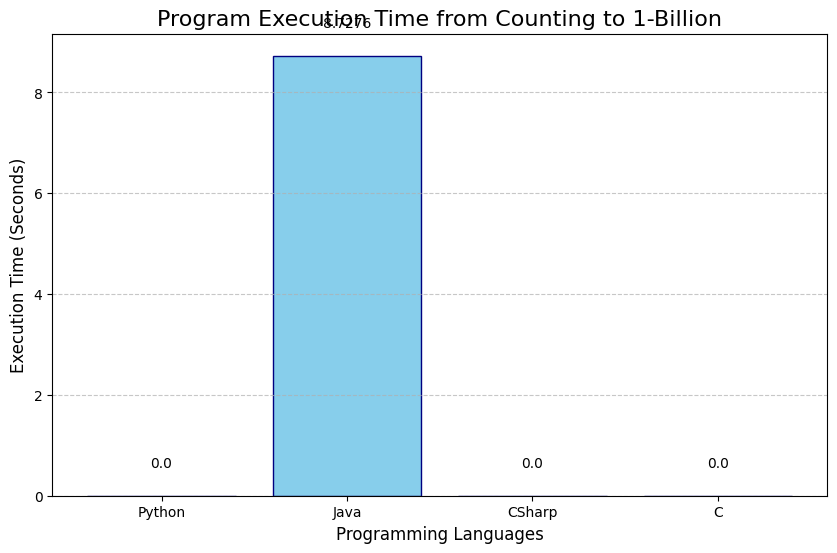 Program Execution Time from Counting to 1-Billion
8.7276
Execution Time (Seconds)
8
6
4
2
0
0.0
0.0
0.0
Python
Java
CSharp
C
Programming Languages